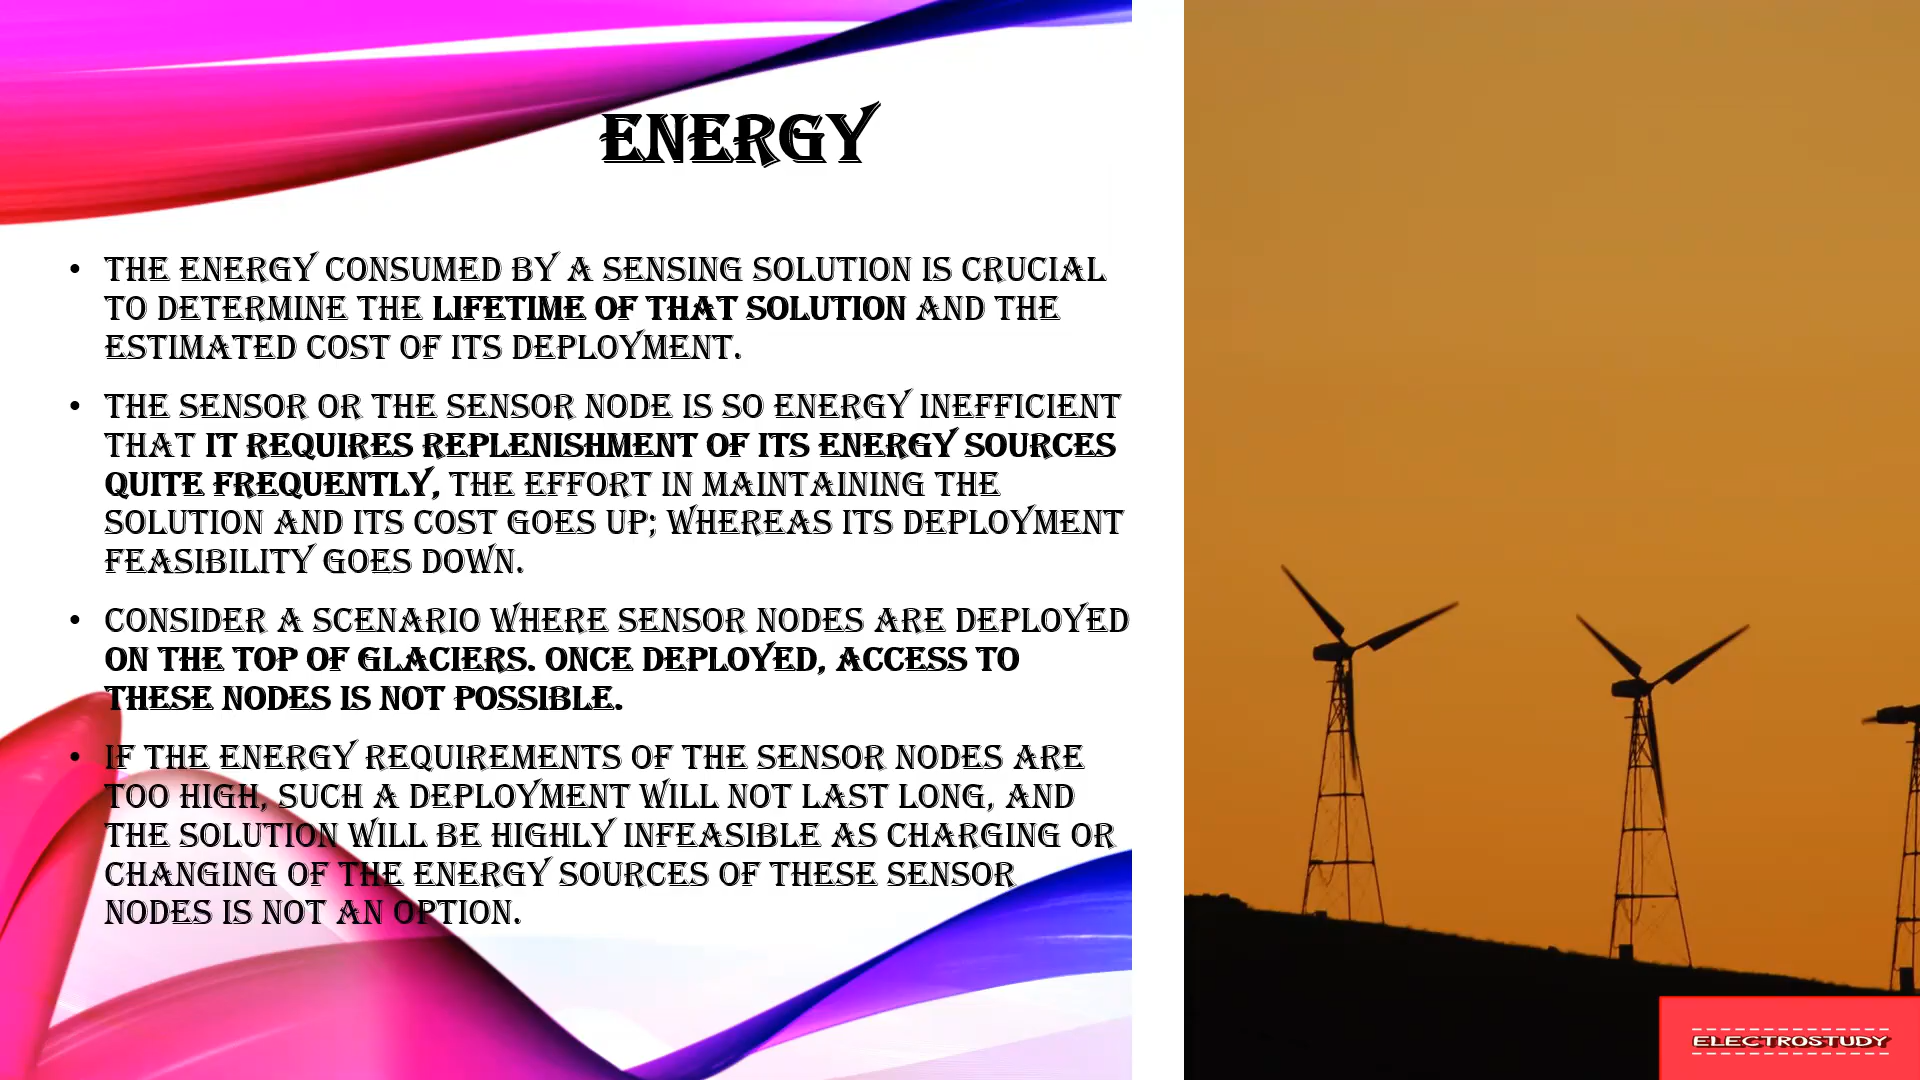 ENERGY
• THE ENERGY CONSUMED BY A SENSING SOLUTION IS CRUCIAL
TO DETERMINE THE LIFETIME OF THAT SOLUTION AND THE
ESTIMATED COST OF ITS DEPLOYMENT.
• THE SENSOR OR THE SENSOR NODE IS SO ENERGY INEFFICIENT
THAT IT REQUIRES REPLENISHMENT OF ITS ENERGY SOURCES
QUITE FREQUENTLY, THE EFFORT IN MAINTAINING THE
SOLUTION AND ITS COST GOES UP; WHEREAS ITS DEPLOYMENT
FEASIBILITY GOES DOWN.
• CONSIDER A SCENARIO WHERE SENSOR NODES ARE DEPLOYED
ON THE TOP OF GLACIERS. ONCE DEPLOYED, ACCESS TO
THESE NODES IS NOT POSSIBLE.
• IF THE ENERGY REQUIREMENTS OF THE SENSOR NODES ARE
TOO HIGH, SUCH A DEPLOYMENT WILL NOT LAST LONG, AND
THE SOLUTION WILL BE HIGHLY INFEASIBLE AS CHARGING OR
CHANGING OF THE ENERGY SOURCES OF THESE SENSOR
NODES IS NOT AN OPTION.
ELECTROSTUDY